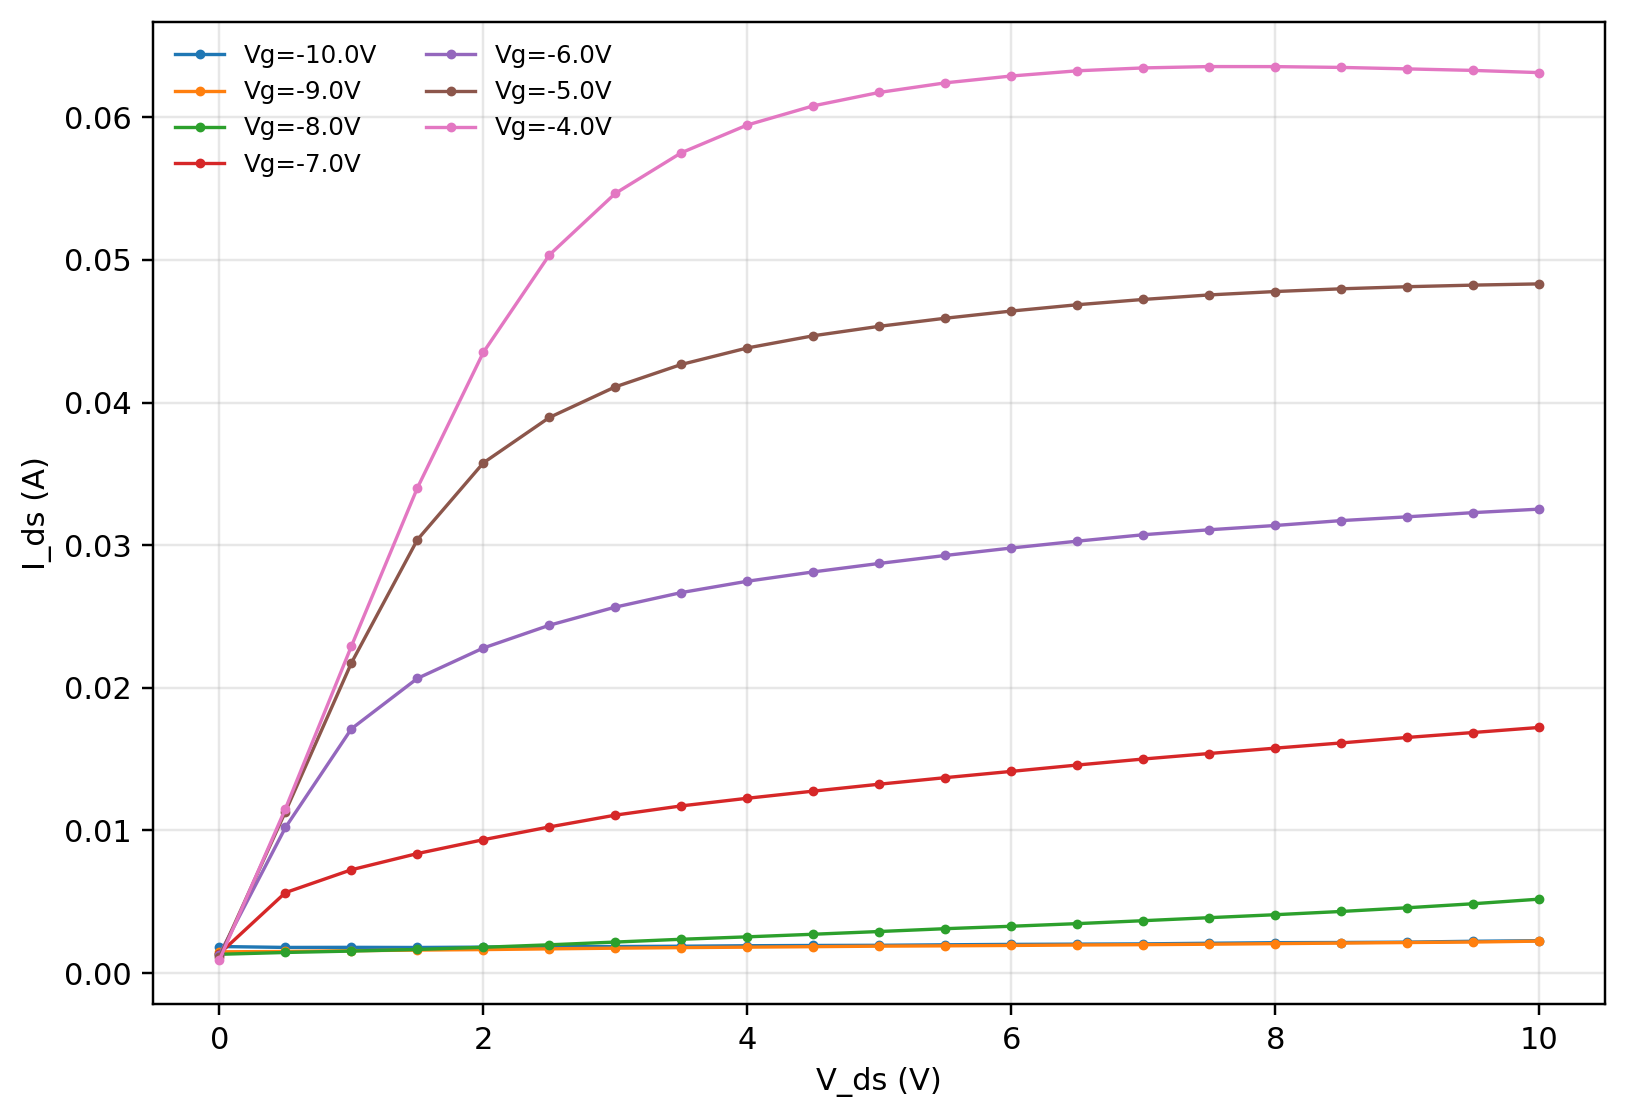 Vg=-10.0V
Vg=-9.0V
Vg=-8.0V
Vg=-7.0V
Vg=-6.0V
Vg=-5.0V
Vg=-4.0V
0.06
0.05
0.04
0.03
0.02
0.01
0.00
I_ds (A)
0 2 4 6 8 10
V_ds (V)